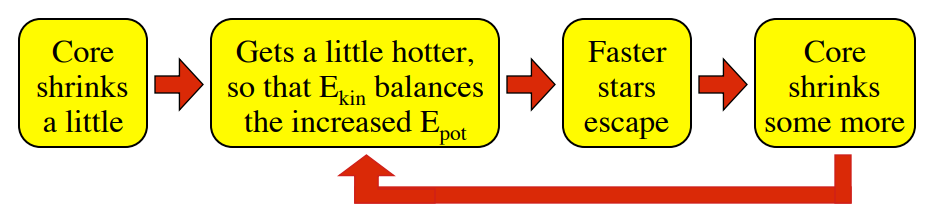 Core
shrinks
a little
Gets a little hotter,
so that Ekin balances
the increased Epot
Faster
stars
escape
Core
shrinks
some more